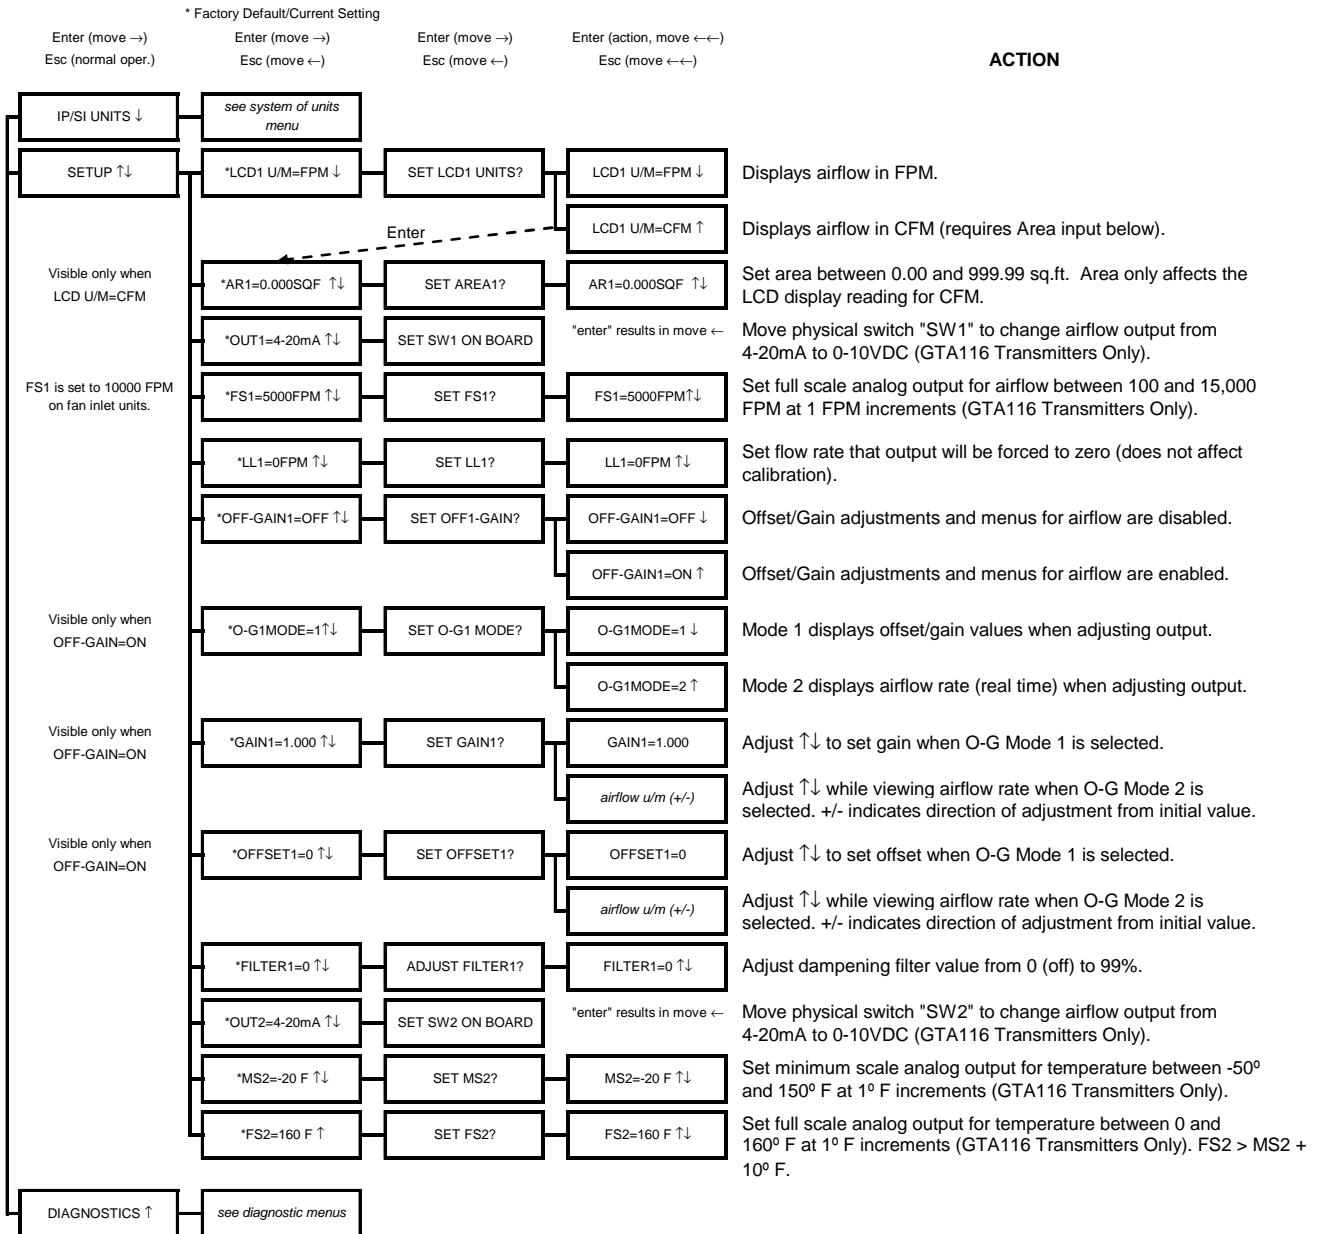 * Factory Default/Current Setting
Enter (move →)
Enter (move →)
Enter (move →)
Enter (action, move ←←)
Esc (normal oper.)
Esc (move ←)
Esc (move ←)
Esc (move ←←)
ACTION
IP/SI UNITS ↓
see system of units
menu
SETUP ↑↓
*LCD1 U/M=FPM ↓
SET LCD1 UNITS?
LCD1 U/M=FPM ↓
Displays airflow in FPM.
LCD1 U/M=CFM ↑
Displays airflow in CFM (requires Area input below).
Enter
Visible only when
LCD U/M=CFM
*AR1=0.000SQF ↑↓
SET AREA1?
AR1=0.000SQF ↑↓
Set area between 0.00 and 999.99 sq.ft.  Area only affects the
LCD display reading for CFM.
*OUT1=4-20mA ↑↓
SET SW1 ON BOARD
"enter" results in move ←
Move physical switch "SW1" to change airflow output from
4-20mA to 0-10VDC (GTA116 Transmitters Only).
FS1 is set to 10000 FPM
on fan inlet units.
*FS1=5000FPM ↑↓
SET FS1?
FS1=5000FPM↑↓
Set full scale analog output for airflow between 100 and 15,000
FPM at 1 FPM increments (GTA116 Transmitters Only).
*LL1=0FPM ↑↓
SET LL1?
LL1=0FPM ↑↓
Set flow rate that output will be forced to zero (does not affect
calibration).
*OFF-GAIN1=OFF ↑↓
SET OFF1-GAIN?
OFF-GAIN1=OFF ↓
Offset/Gain adjustments and menus for airflow are disabled.
OFF-GAIN1=ON ↑
Offset/Gain adjustments and menus for airflow are enabled.
Visible only when
OFF-GAIN=ON
*O-G1MODE=1↑↓
SET O-G1 MODE?
O-G1MODE=1 ↓
Mode 1 displays offset/gain values when adjusting output.
O-G1MODE=2 ↑
Mode 2 displays airflow rate (real time) when adjusting output.
Visible only when
OFF-GAIN=ON
*GAIN1=1.000 ↑↓
SET GAIN1?
GAIN1=1.000
Adjust ↑↓ to set gain when O-G Mode 1 is selected.
airflow u/m (+/-)
Adjust ↑↓ while viewing airflow rate when O-G Mode 2 is
selected. +/- indicates direction of adjustment from initial value.
Visible only when
OFF-GAIN=ON
*OFFSET1=0 ↑↓
SET OFFSET1?
OFFSET1=0
Adjust ↑↓ to set offset when O-G Mode 1 is selected.
airflow u/m (+/-)
Adjust ↑↓ while viewing airflow rate when O-G Mode 2 is
selected. +/- indicates direction of adjustment from initial value.
*FILTER1=0 ↑↓
ADJUST FILTER1?
FILTER1=0 ↑↓
Adjust dampening filter value from 0 (off) to 99%.
*OUT2=4-20mA ↑↓
SET SW2 ON BOARD
"enter" results in move ←
Move physical switch "SW2" to change airflow output from
4-20mA to 0-10VDC (GTA116 Transmitters Only).
*MS2=-20 F ↑↓
SET MS2?
MS2=-20 F ↑↓
Set minimum scale analog output for temperature between -50º
and 150º F at 1º F increments (GTA116 Transmitters Only).
*FS2=160 F ↑
SET FS2?
FS2=160 F ↑↓
Set full scale analog output for temperature between 0 and
160º F at 1º F increments (GTA116 Transmitters Only). FS2 > MS2 +
10º F.
DIAGNOSTICS ↑
see diagnostic menus